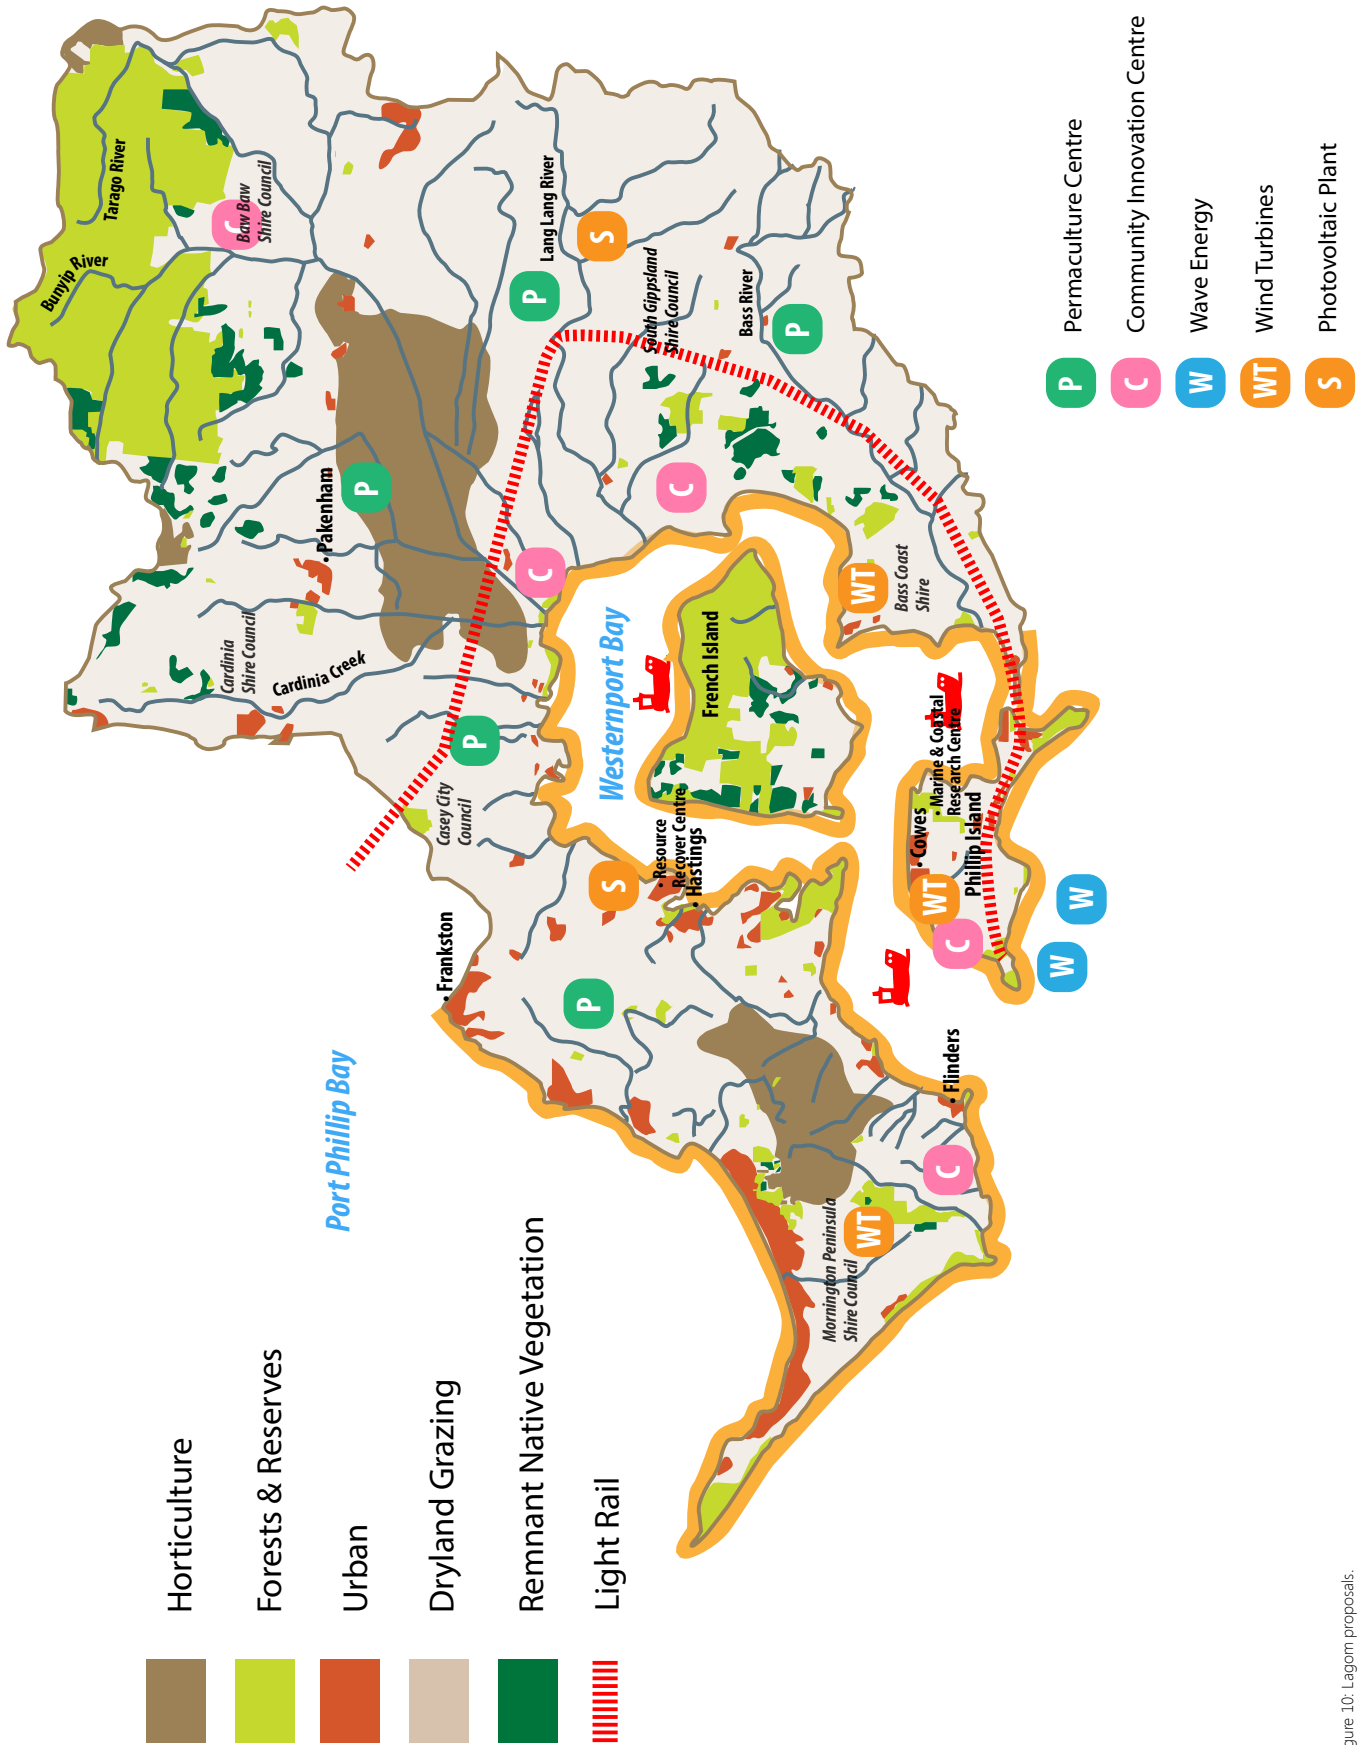 Tarago River
Bunyip River
C
Baw Baw
Shire Council
Lang Lang River
S
P
South Gippsland
Shire Council
Bass River
P
Pakenham
P
C
C
Cardinia
Shire Council
Cardinia Creek
P
Casey City
Council
Westernport Bay
French Island
WT
Bass Coast
Shire
Marine & Coastal
Research Centre
Cowes
Phillip Island
WT
C
W
W
S
Resource
Recover Centre
Hastings
Frankston
P
Port Phillip Bay
Flinders
C
WT
Mornington Peninsula
Shire Council
Horticulture
Forests & Reserves
Urban
Dryland Grazing
Remnant Native Vegetation
Light Rail
P Permaculture Centre
C Community Innovation Centre
W Wave Energy
WT Wind Turbines
S Photovoltaic Plant
gure 10: Lagom proposals.